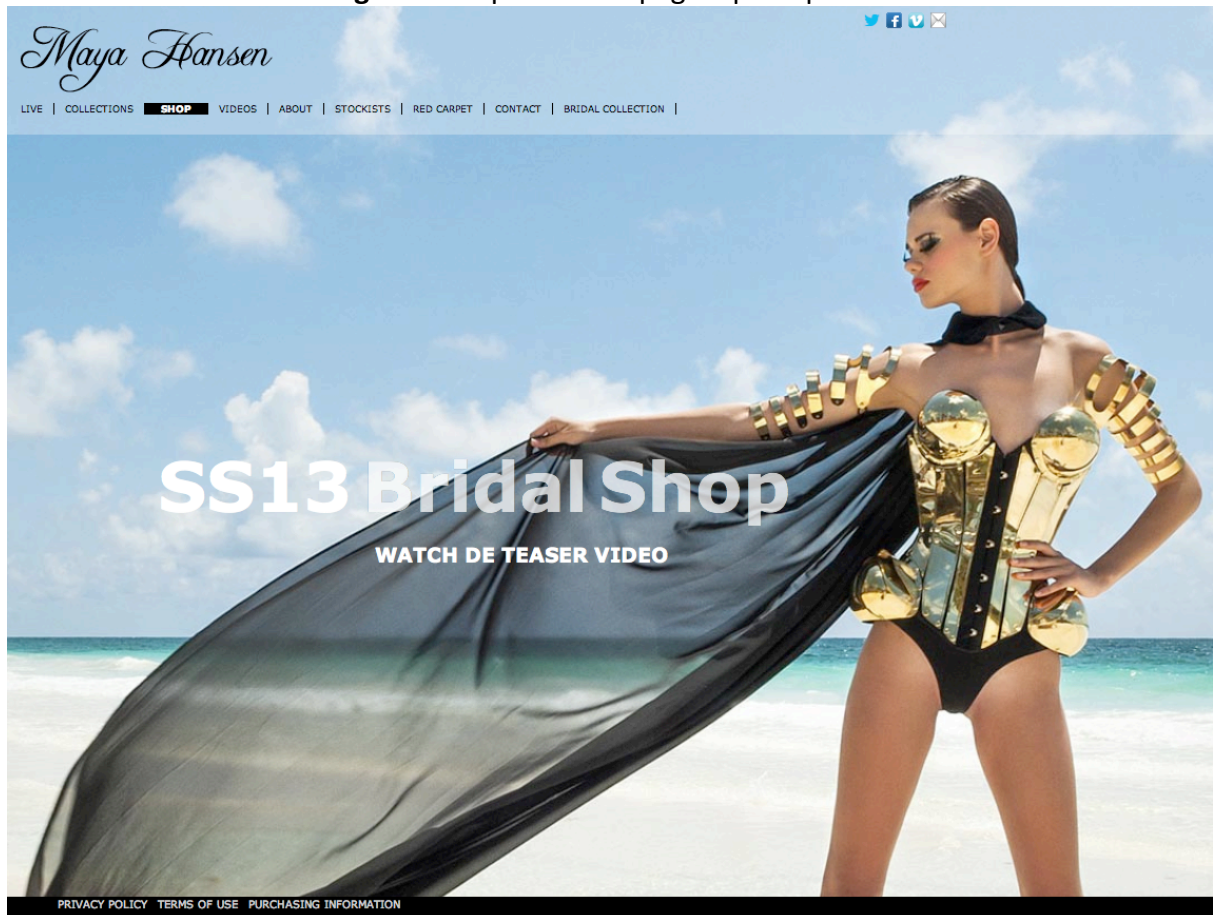 Maya Hansen
LIVE | COLLECTIONS SHOP VIDEOS | ABOUT | STOCKISTS | RED CARPET | CONTACT | BRIDAL COLLECTION |
SS13 Bridal Shop
WATCH DE TEASER VIDEO
PRIVACY POLICY TERMS OF USE PURCHASING INFORMATION